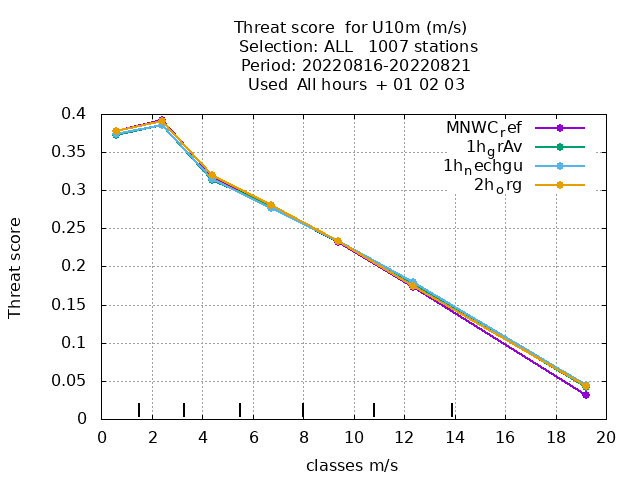 Threat score  for U10m (m/s)
Selection: ALL   1007 stations
Period: 20220816-20220821
Used  All hours  + 01 02 03
MNWC_ref
1h_grAv
1h_nechgu
2h_org
0.4
0.35
0.3
0.25
0.2
0.15
0.1
0.05
0
Threat score
0 2 4 6 8 10 12 14 16 18 20
classes m/s